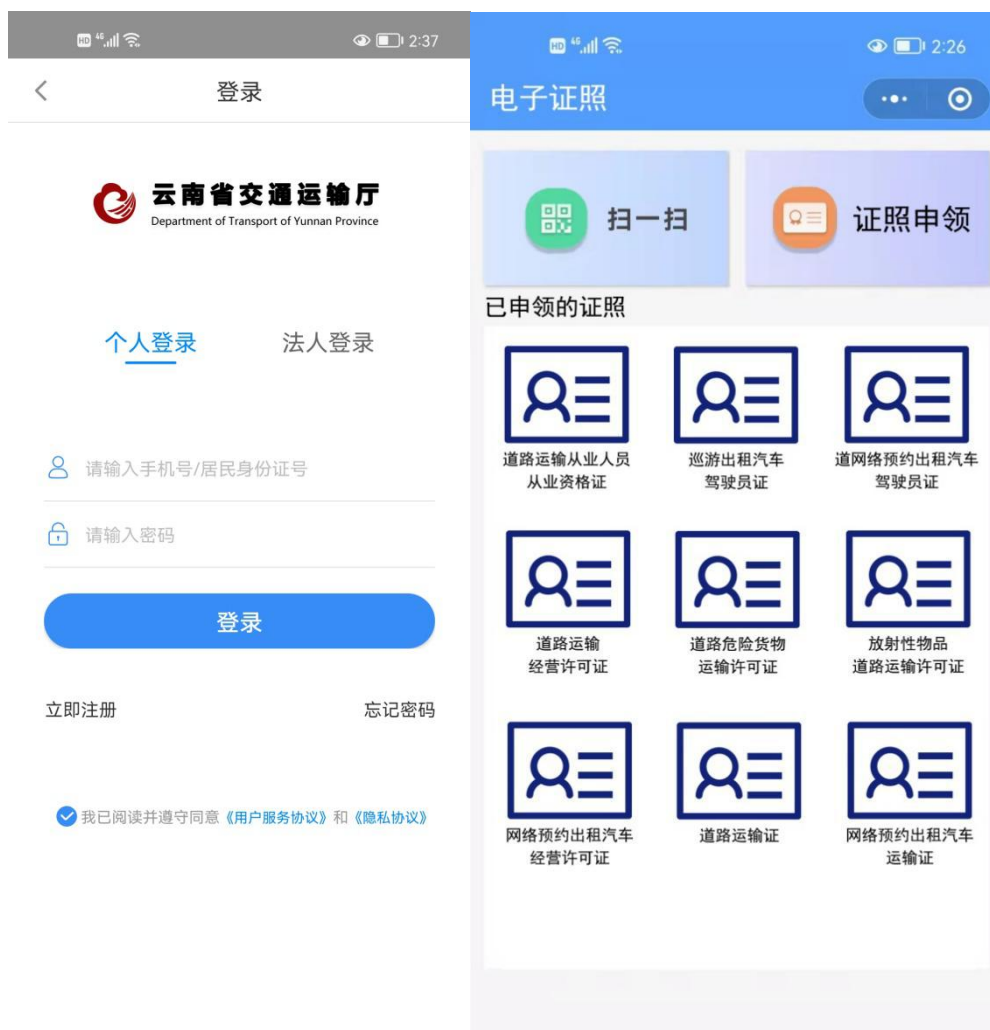 HD 4G 2:37
登录
云南省交通运输厅
Department of Transport of Yunnan Province
个人登录 法人登录
请输入手机号/居民身份证号
请输入密码
登录
立即注册 忘记密码
我已阅读并遵守同意《用户服务协议》和《隐私协议》
HD 4G 2:26
电子证照
扫一扫 证照申领
已申领的证照
道路运输从业人员 巡游出租汽车 道网络预约出租汽车
从业资格证 驾驶员证 驾驶员证
道路运输 道路危险货物 放射性物品
经营许可证 运输许可证 道路运输许可证
网络预约出租汽车 道路运输证 网络预约出租汽车
经营许可证 运输证